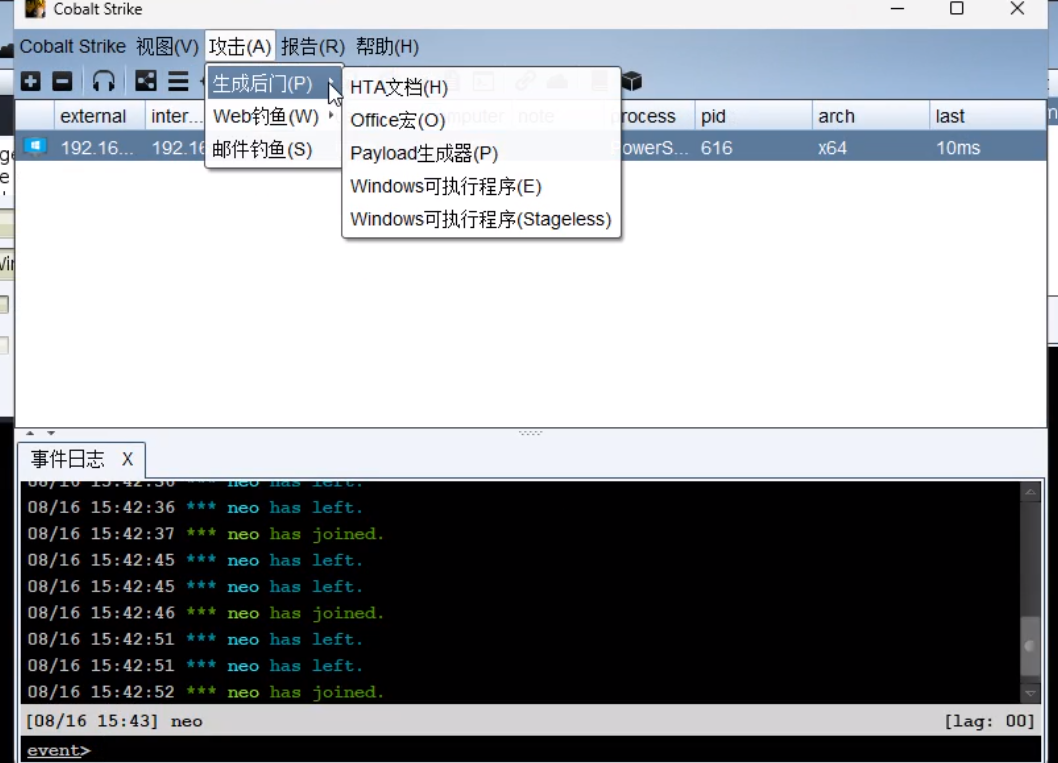 Cobalt Strike
Cobalt Strike 视图(V) 攻击(A) 报告(R) 帮助(H)
生成后门(P)
Web钓鱼(W)
邮件钓鱼(S)
HTA文档(H)
Office宏(O)
Payload生成器(P)
Windows可执行程序(E)
Windows可执行程序(Stageless)
external inter... note pid arch last
192.16... 616 x64 10ms
事件日志 X
08/16 15:42:36 *** neo has left.
08/16 15:42:36 *** neo has left.
08/16 15:42:37 *** neo has joined.
08/16 15:42:45 *** neo has left.
08/16 15:42:45 *** neo has left.
08/16 15:42:46 *** neo has joined.
08/16 15:42:51 *** neo has left.
08/16 15:42:51 *** neo has left.
08/16 15:42:52 *** neo has joined.
[08/16 15:43] neo [lag: 00]
event>